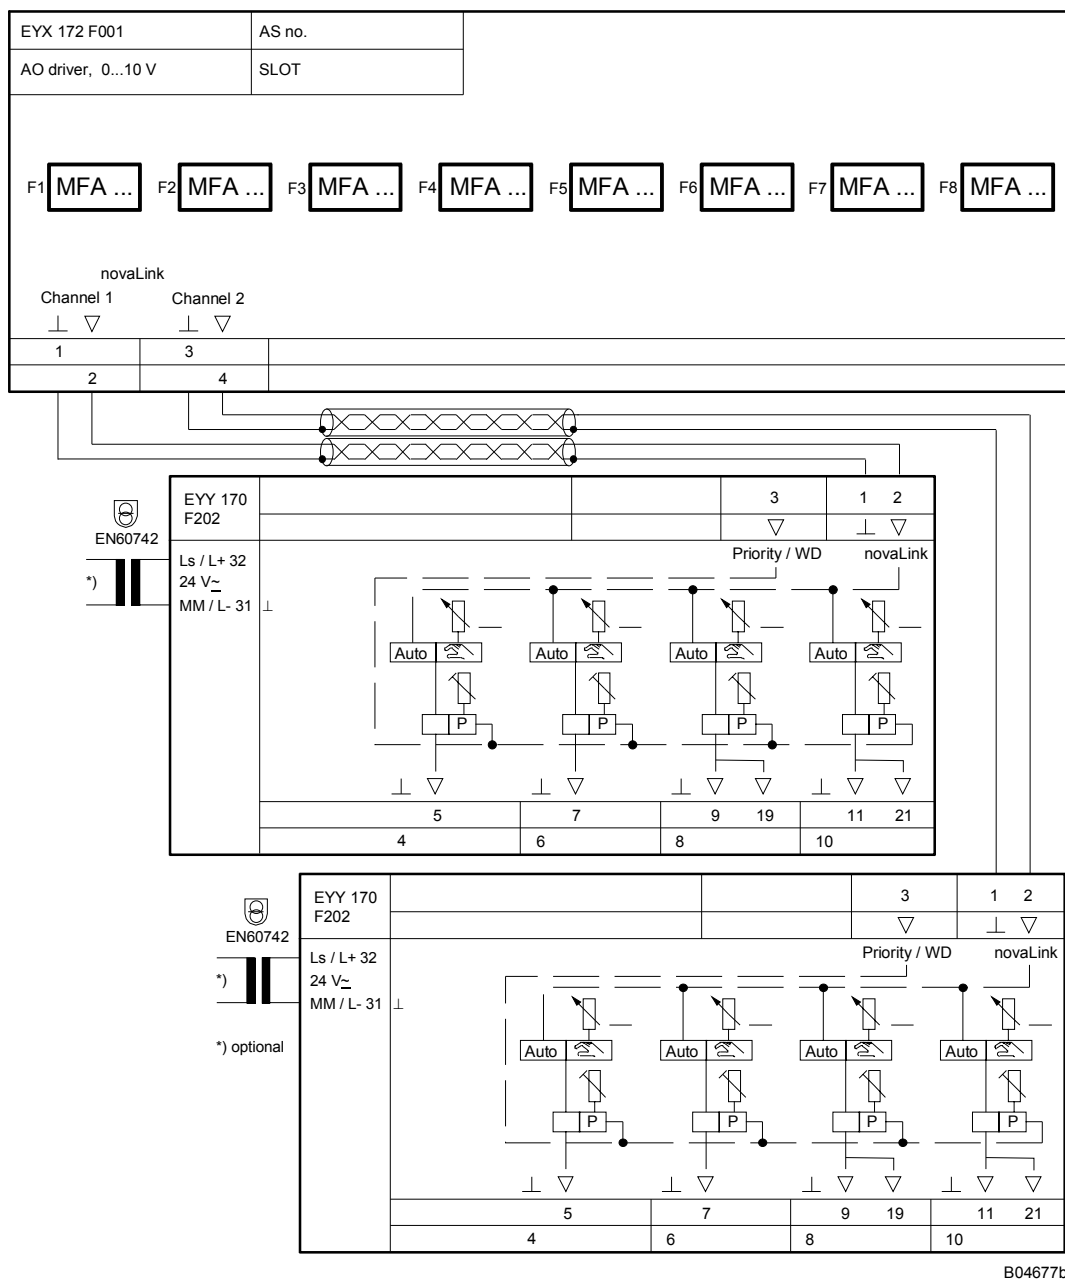 EYX 172 F001 AS no.
AO driver, 0...10 V SLOT
F1 MFA ... F2 MFA ... F3 MFA ... F4 MFA ... F5 MFA ... F6 MFA ... F7 MFA ... F8 MFA ...
novaLink
Channel 1 Channel 2
1 3
2 4
EYY 170 3 1 2
F202
EN60742
Priority / WD novaLink
Ls / L+ 32
*) 24 V~
MM / L- 31
Auto Auto Auto Auto
P P P P
5 7 9 19 11 21
4 6 8 10
EYY 170 3 1 2
F202
EN60742
Priority / WD novaLink
Ls / L+ 32
*) 24 V~
MM / L- 31
*) optional
Auto Auto Auto Auto
P P P P
5 7 9 19 11 21
4 6 8 10
B04677b